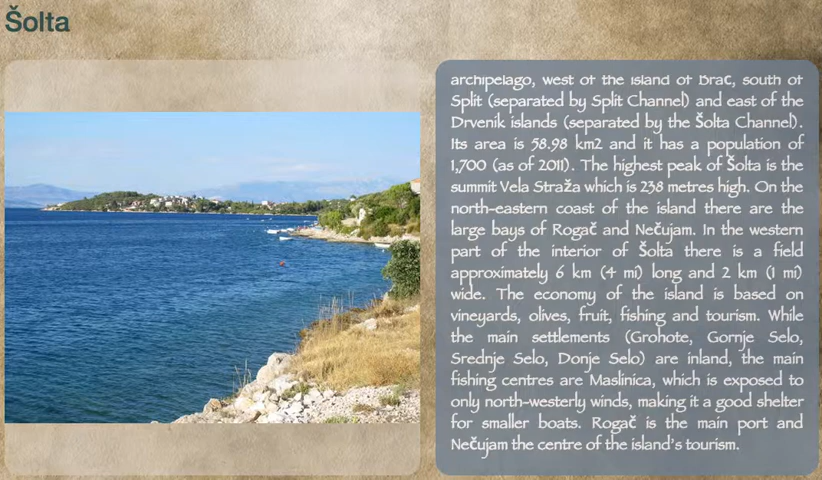 Šolta
archipelago, west of the island of Brač, south of
Split (separated by Split Channel) and east of the
Drvenik islands (separated by the Šolta Channel).
Its area is 58.98 km2 and it has a population of
1,700 (as of 2011). The highest peak of Šolta is the
summit Vela Straža which is 238 metres high. On the
north-eastern coast of the island there are the
large bays of Rogač and Nečujam. In the western
part of the interior of Šolta there is a field
approximately 6 km (4 mi) long and 2 km (1 mi)
wide. The economy of the island is based on
vineyards, olives, fruit, fishing and tourism. While
the main settlements (Grohote, Gornje Selo,
Srednje Selo, Donje Selo) are inland, the main
fishing centres are Maslinica, which is exposed to
only north-westerly winds, making it a good shelter
for smaller boats. Rogač is the main port and
Nečujam the centre of the island's tourism.